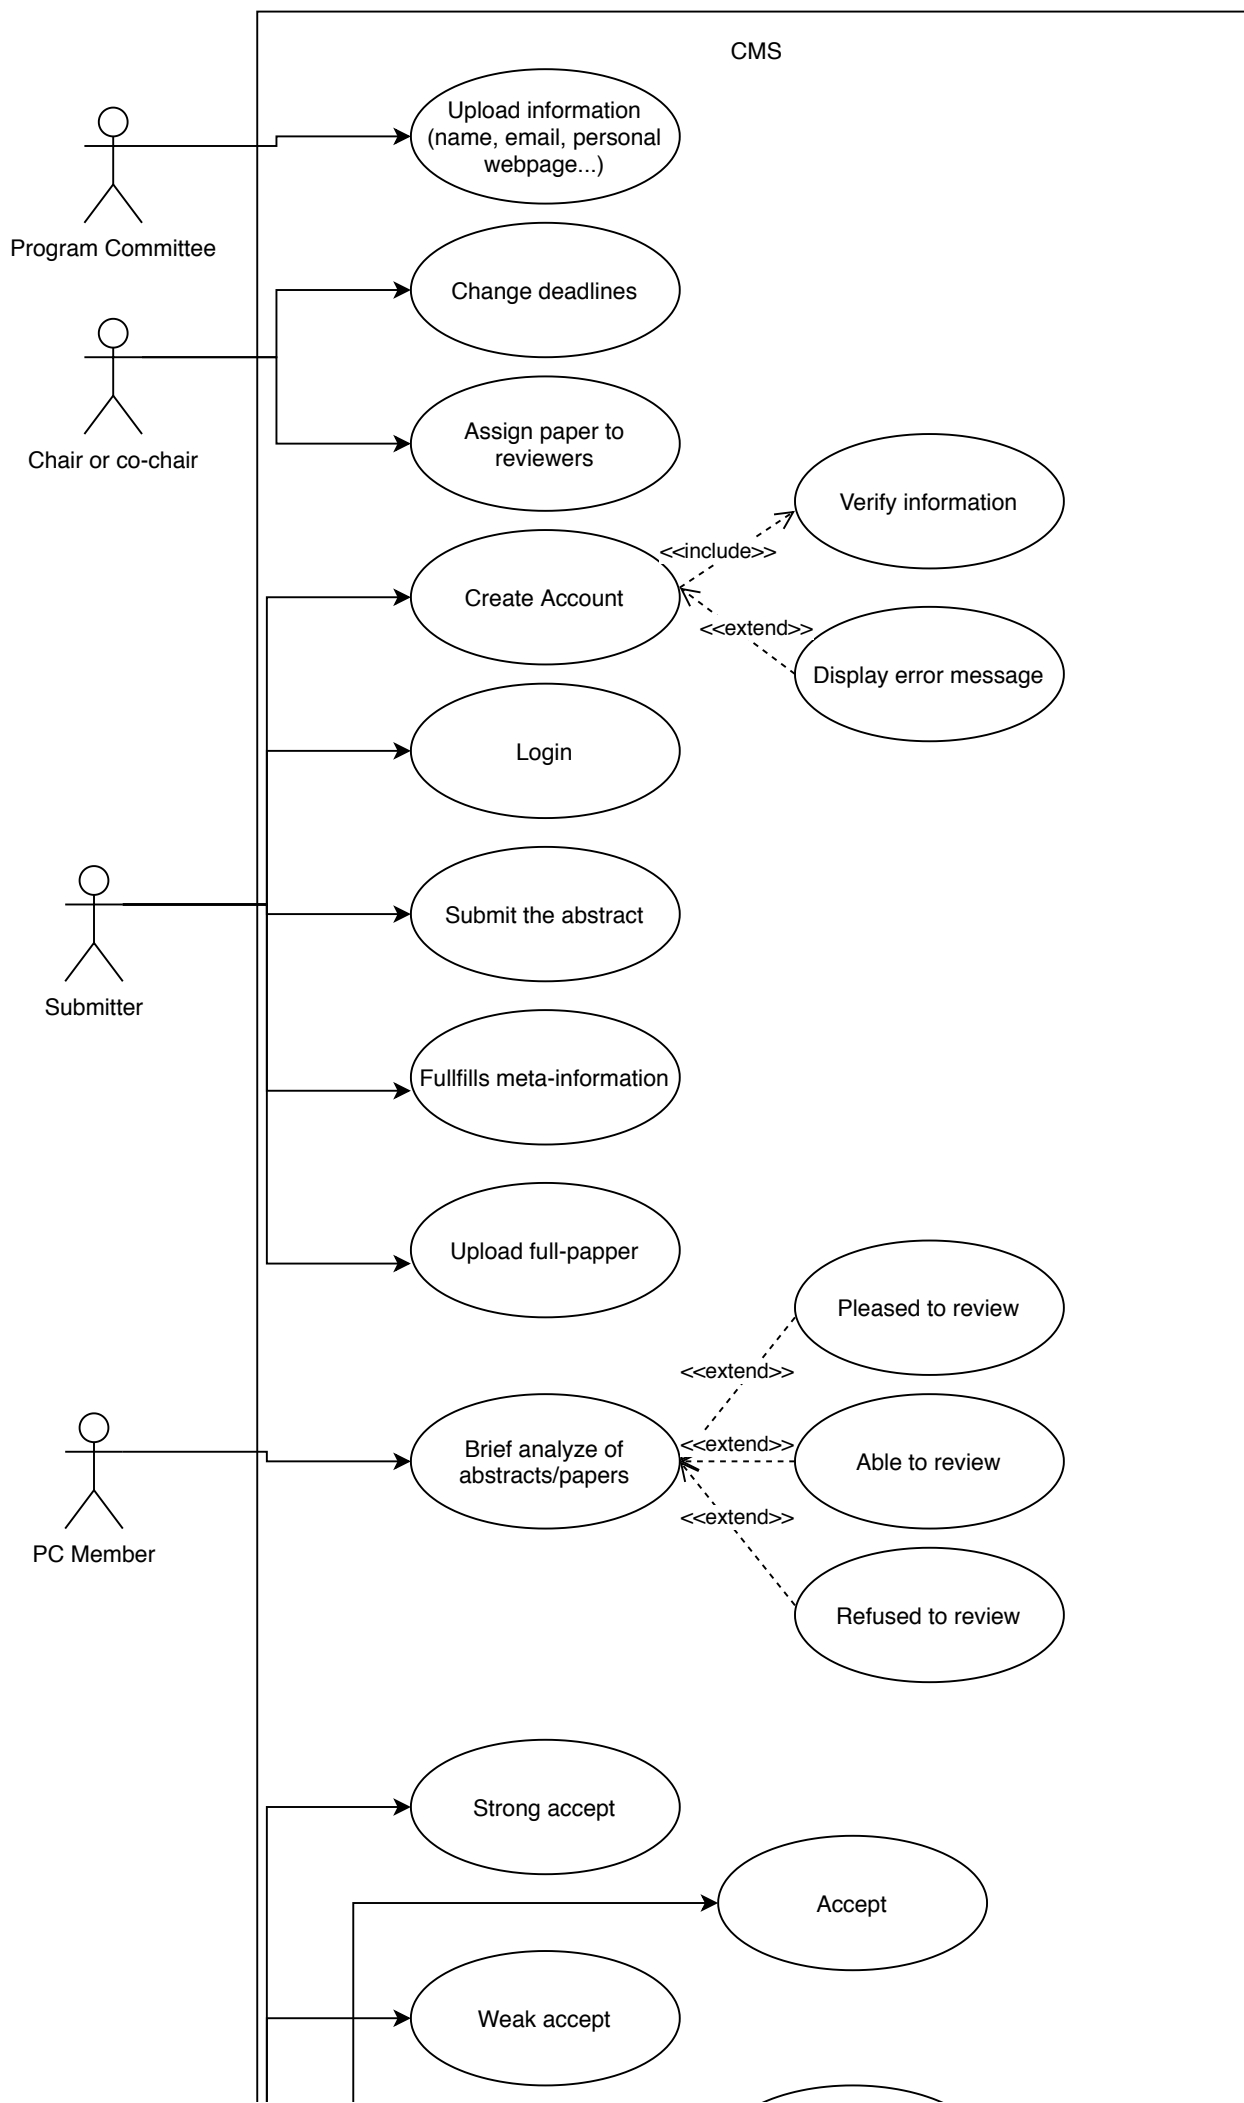 CMS
Upload information
(name, email, personal
webpage...)
Program Committee
Change deadlines
Chair or co-chair
Assign paper to
reviewers
Verify information
<<include>>
Create Account
<<extend>>
Display error message
Login
Submit the abstract
Submitter
Fullfills meta-information
Upload full-papper
Pleased to review
<<extend>>
Brief analyze of
abstracts/papers
<<extend>>
Able to review
<<extend>>
PC Member
Refused to review
Strong accept
Accept
Weak accept